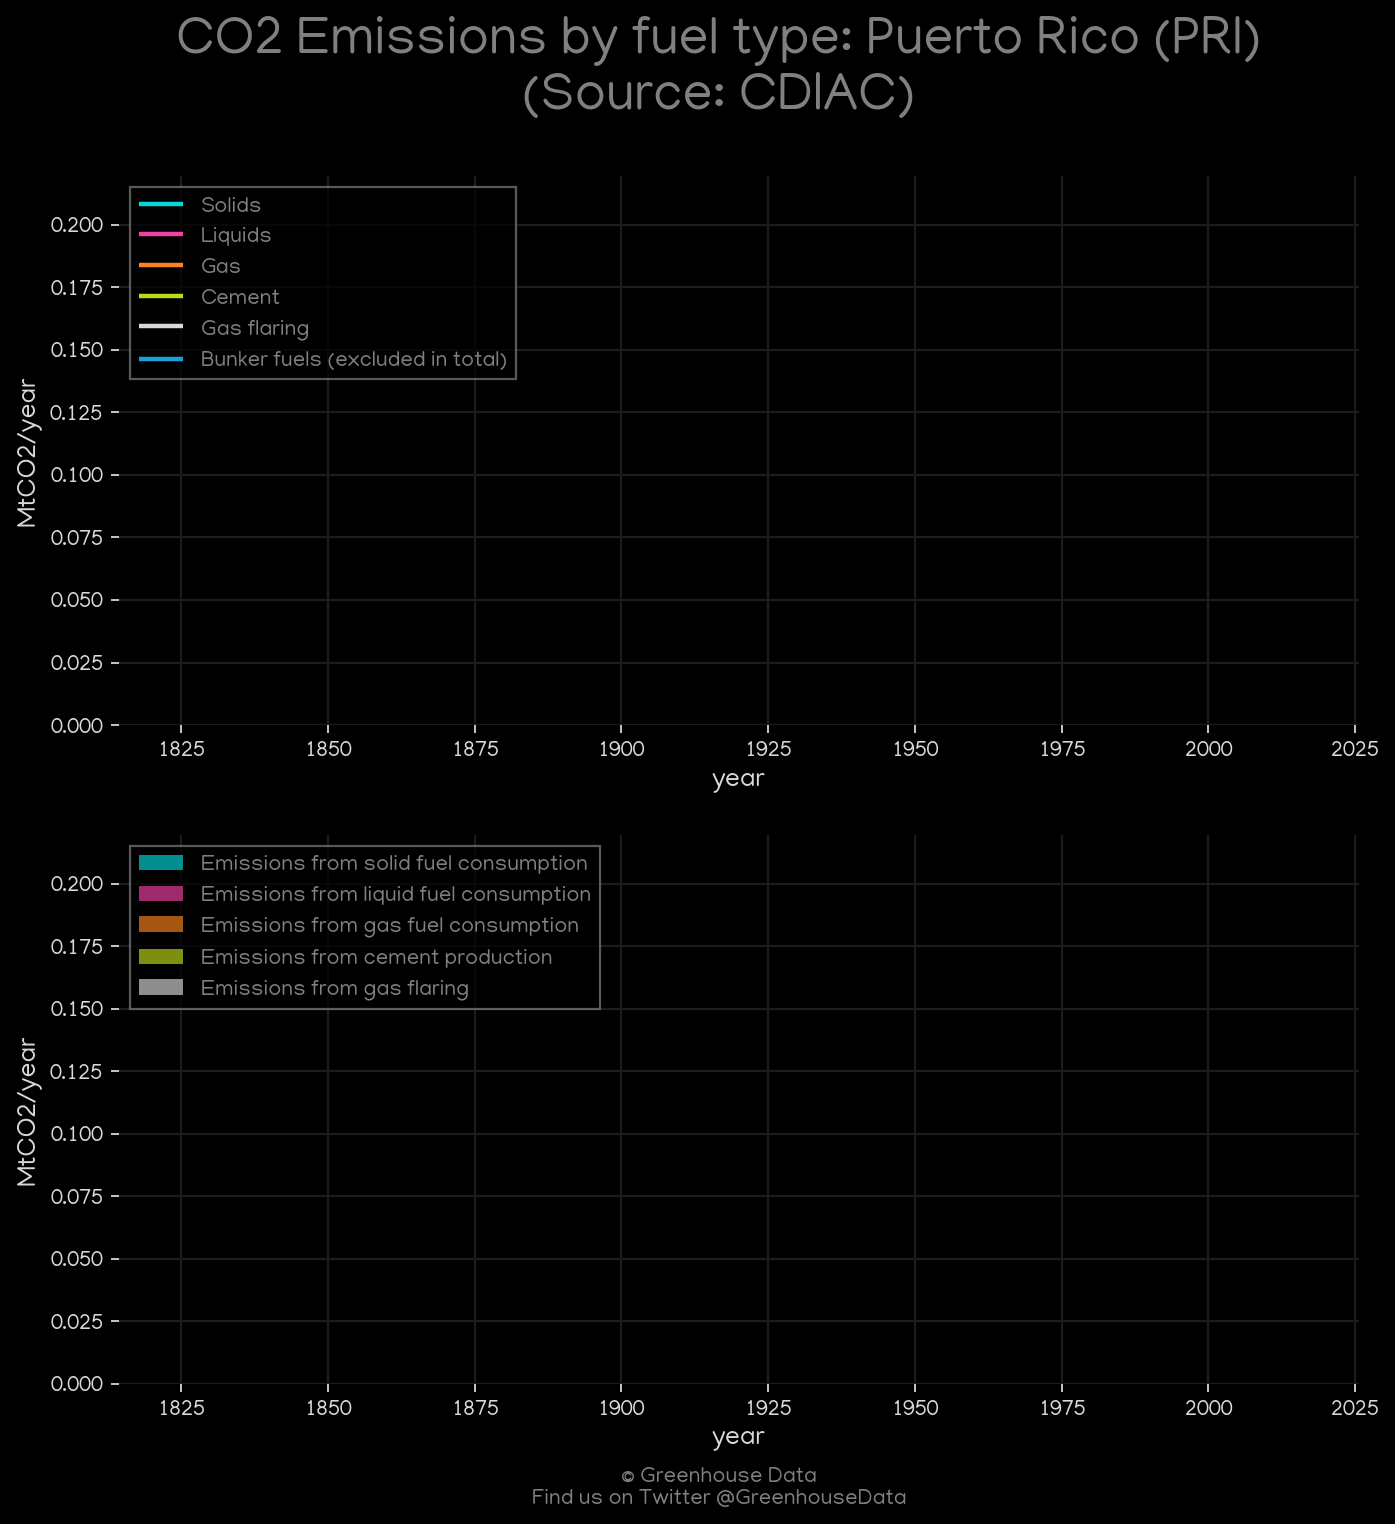 CO2 Emissions by fuel type: Puerto Rico (PRI)
(Source: CDIAC)
Solids
Liquids
Gas
Cement
Gas flaring
Bunker fuels (excluded in total)
0.200
0.175
0.150
0.125
0.100
0.075
0.050
0.025
0.000
MtCO2/year
1825 1850 1875 1900 1925 1950 1975 2000 2025
year
Emissions from solid fuel consumption
Emissions from liquid fuel consumption
Emissions from gas fuel consumption
Emissions from cement production
Emissions from gas flaring
0.200
0.175
0.150
0.125
0.100
0.075
0.050
0.025
0.000
MtCO2/year
1825 1850 1875 1900 1925 1950 1975 2000 2025
year
© Greenhouse Data
Find us on Twitter @GreenhouseData